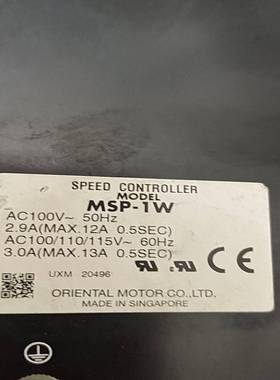 SPEED CONTROLLER
MODEL
MSP-1W
AC100V~ 50Hz
2.9A(MAX.12A 0.5SEC)
AC100/110/115V~ 60Hz
3.0A(MAX.13A 0.5SEC)
UXM 20496
ORIENTAL MOTOR CO.,LTD.
MADE IN SINGAPORE